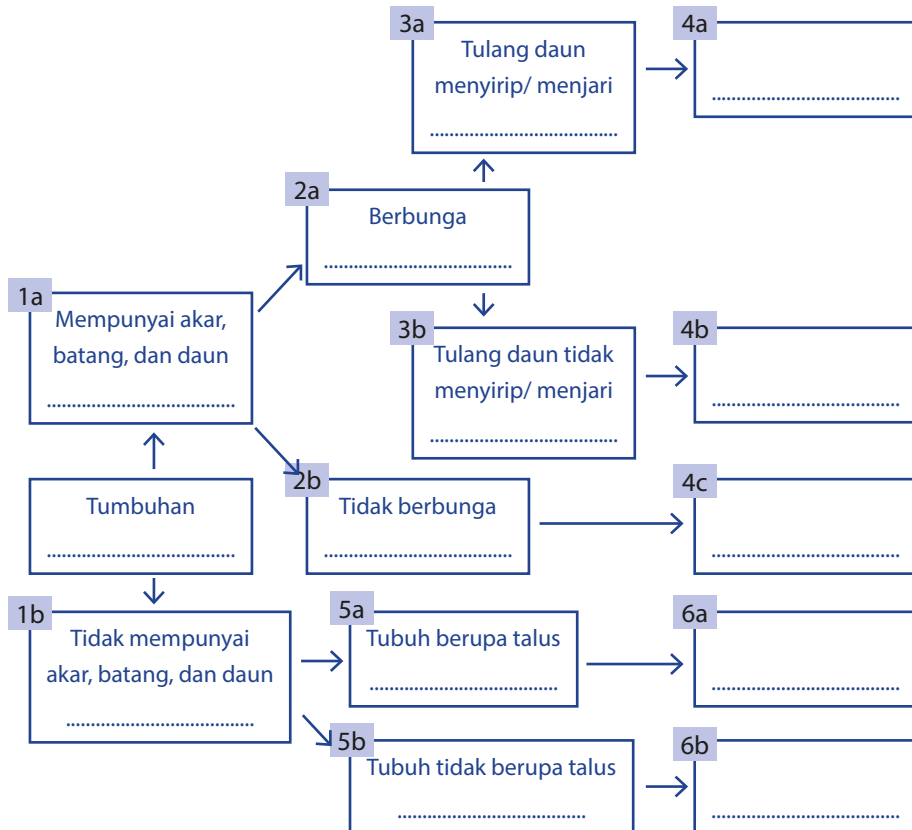 3a
Tulang daun
menyirip/ menjari
......................................
4a
......................................
2a
Berbunga
......................................
1a
Mempunyai akar,
batang, dan daun
......................................
3b
Tulang daun tidak
menyirip/ menjari
......................................
4b
......................................
Tumbuhan
......................................
2b
Tidak berbunga
......................................
4c
......................................
1b
Tidak mempunyai
akar, batang, dan daun
......................................
5a
Tubuh berupa talus
......................................
6a
......................................
5b
Tubuh tidak berupa talus
......................................
6b
......................................